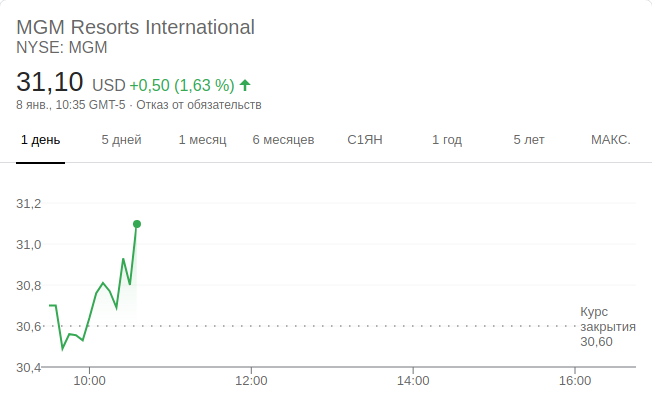 MGM Resorts International
NYSE: MGM
31,10 USD +0,50 (1,63 %)
8 янв., 10:35 GMT-5 · Отказ от обязательств
1 день 5 дней 1 месяц 6 месяцев С1ЯН 1 год 5 лет МАКС.
31,2
31,0
30,8
30,6
30,4
Курс
закрытия
30,60
10:00 12:00 14:00 16:00